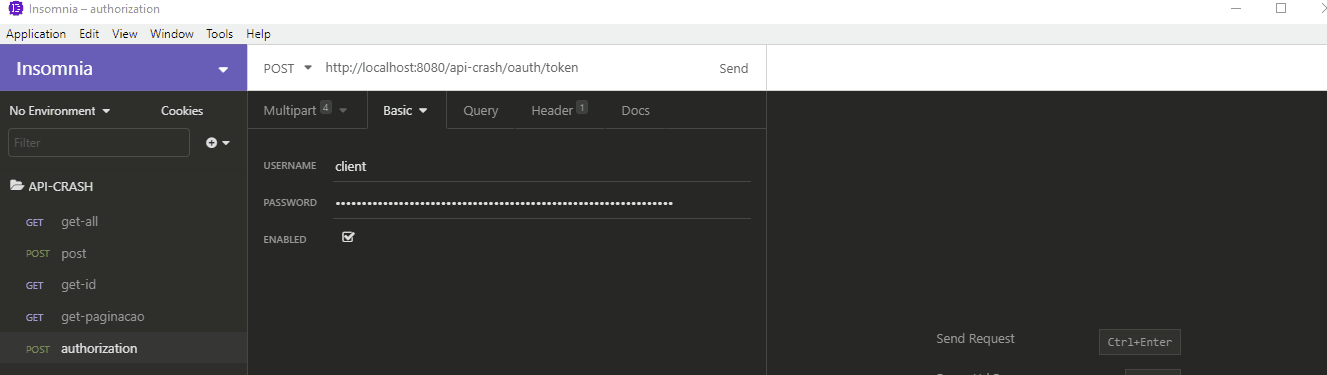 Insomnia – authorization
Application Edit View Window Tools Help
Insomnia
POST http://localhost:8080/api-crash/oauth/token Send
No Environment Cookies
Multipart 4 Basic Query Header 1 Docs
Filter
USERNAME client
PASSWORD
ENABLED
API-CRASH
GET get-all
POST post
GET get-id
GET get-paginacao
POST authorization
Send Request Ctrl+Enter